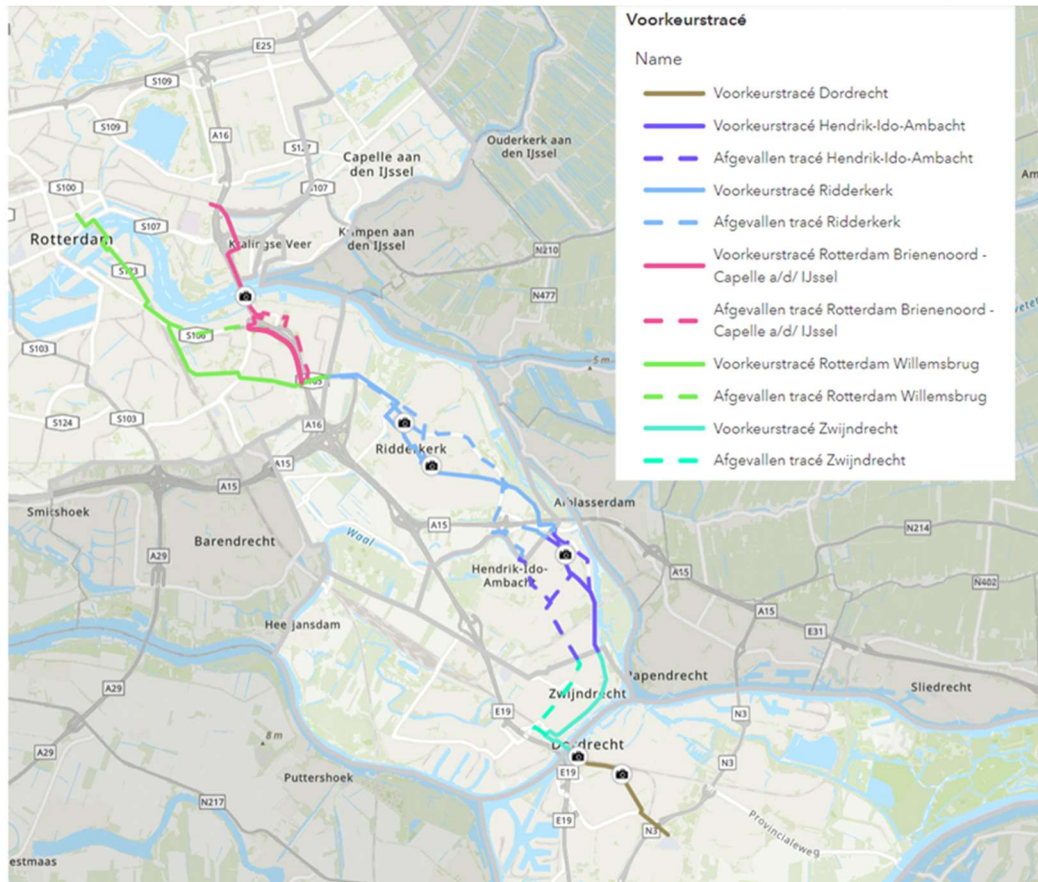 Voorkeurstracé
Name
Voorkeurstracé Dordrecht
Voorkeurstracé Hendrik-Ido-Ambacht
Afgevallen tracé Hendrik-Ido-Ambacht
Voorkeurstracé Ridderkerk
Afgevallen tracé Ridderkerk
Voorkeurstracé Rotterdam Brienenoord -
Capelle a/d/ IJssel
Afgevallen tracé Rotterdam Brienenoord -
Capelle a/d/ IJssel
Voorkeurstracé Rotterdam Willemsbrug
Afgevallen tracé Rotterdam Willemsbrug
Voorkeurstracé Zwijndrecht
Afgevallen tracé Zwijndrecht
E25
S109
S109
A16
Ouderkerk aan
den IJssel
Capelle aan
den IJssel
S100
S107
S107
Rotterdam
Kralingse Veer
Krimpen aan
den IJssel
N210
N477
S106
S103
5 m
S124
S103
A16
Ridderkerk
A15
A15
A15
Smitshoek
Barendrecht
A29
Waal
Alblasserdam
N214
Hendrik-Ido-
Ambacht
A15
N402
A15
E31
Heerjansdam
Zwijndrecht
Papendrecht
Sliedrecht
A29
E19
N3
Dordrecht
8 m
A29
Puttershoek
E19
N217
E19
N3
Provincialeweg
estmaas